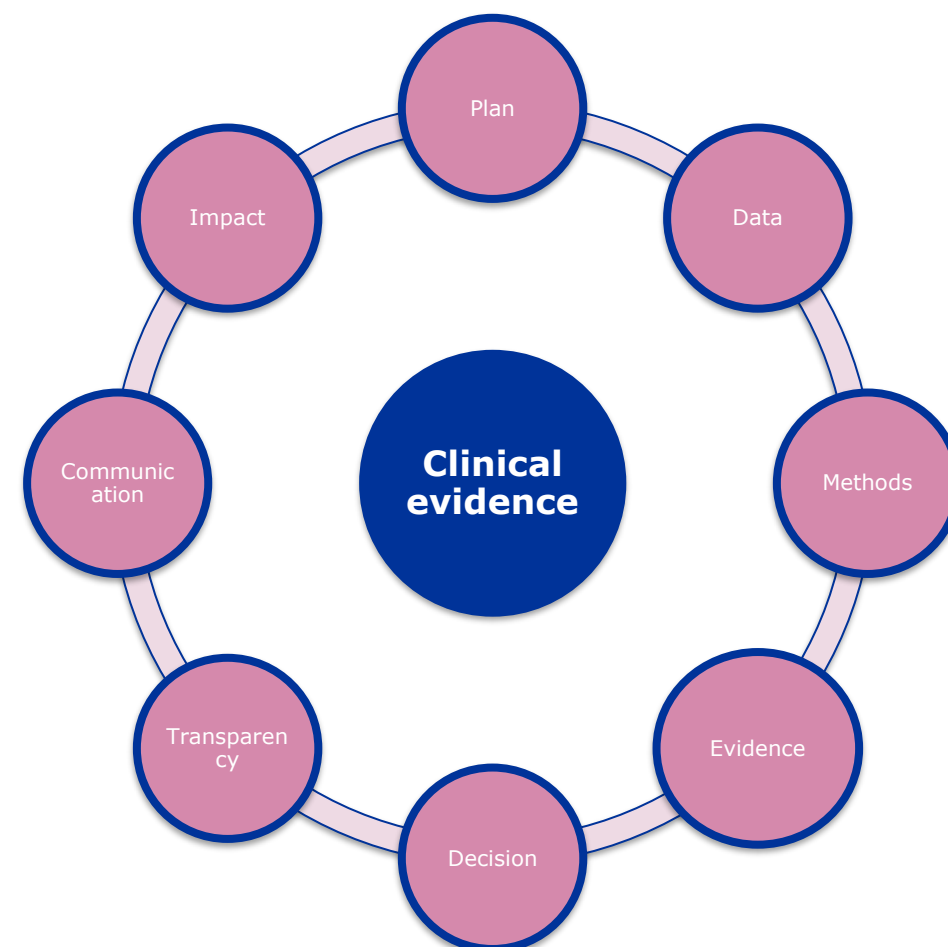 Plan
Impact
Data
Clinical
evidence
Communic
ation
Methods
Transparen
cy
Evidence
Decision